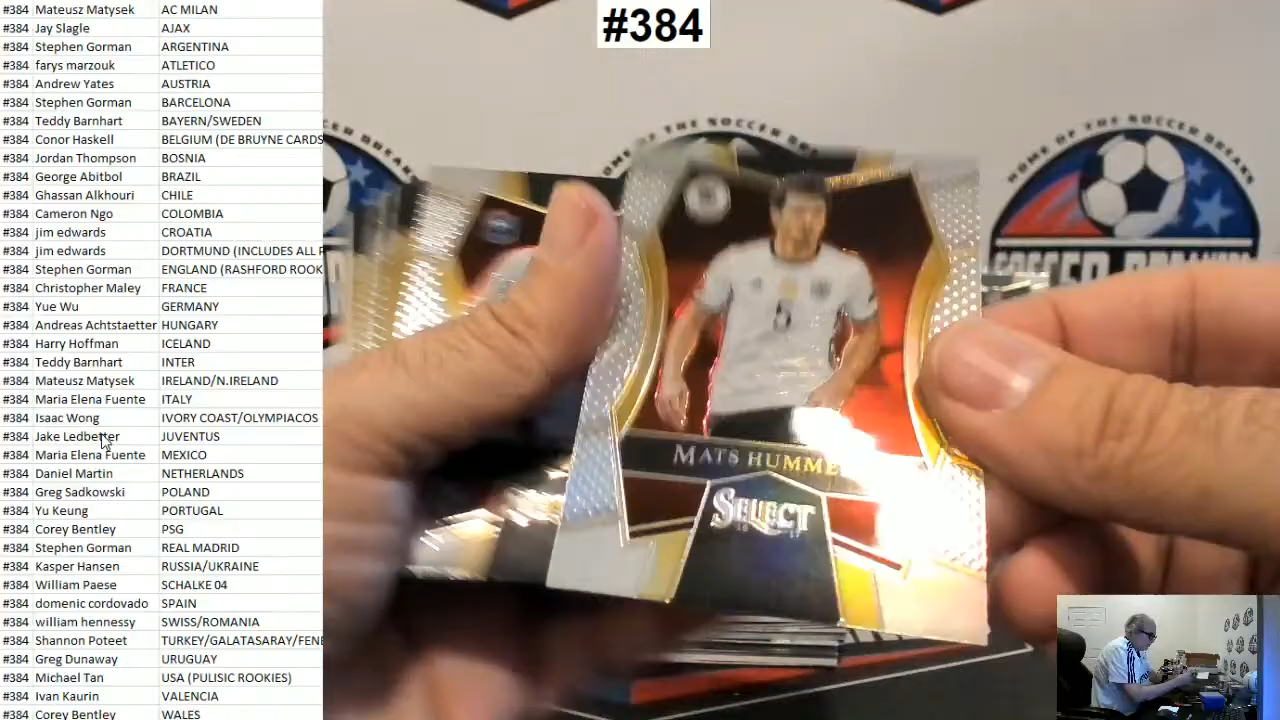 #384
#384 Mateusz Matysek AC MILAN
#384 Jay Slagle AJAX
#384 Stephen Gorman ARGENTINA
#384 farys marzouk ATLETICO
#384 Andrew Yates AUSTRIA
#384 Stephen Gorman BARCELONA
#384 Teddy Barnhart BAYERN/SWEDEN
#384 Conor Haskell BELGIUM (DE BRUYNE CARDS
#384 Jordan Thompson BOSNIA
#384 George Abitbol BRAZIL
#384 Ghassan Alkhouri CHILE
#384 Cameron Ngo COLOMBIA
#384 jim edwards CROATIA
#384 jim edwards DORTMUND (INCLUDES ALL
#384 Stephen Gorman ENGLAND (RASHFORD ROOK
#384 Christopher Maley FRANCE
#384 Yue Wu GERMANY
#384 Andreas Achtstaetter HUNGARY
#384 Harry Hoffman ICELAND
#384 Teddy Barnhart INTER
#384 Mateusz Matysek IRELAND/N.IRELAND
#384 Maria Elena Fuente ITALY
#384 Isaac Wong IVORY COAST/OLYMPIACOS
#384 Jake Ledbetter JUVENTUS
#384 Maria Elena Fuente MEXICO
#384 Daniel Martin NETHERLANDS
#384 Greg Sadkowski POLAND
#384 Yu Keung PORTUGAL
#384 Corey Bentley PSG
#384 Stephen Gorman REAL MADRID
#384 Kasper Hansen RUSSIA/UKRAINE
#384 William Paese SCHALKE 04
#384 domenic cordovado SPAIN
#384 william hennessy SWISS/ROMANIA
#384 Shannon Poteet TURKEY/GALATASARAY/FENE
#384 Greg Dunaway URUGUAY
#384 Michael Tan USA (PULISIC ROOKIES)
#384 Ivan Kaurin VALENCIA
#384 Corey Bentley WALES
HOME OF THE SOCCER BREAKS
MATS HUMME
SELECT